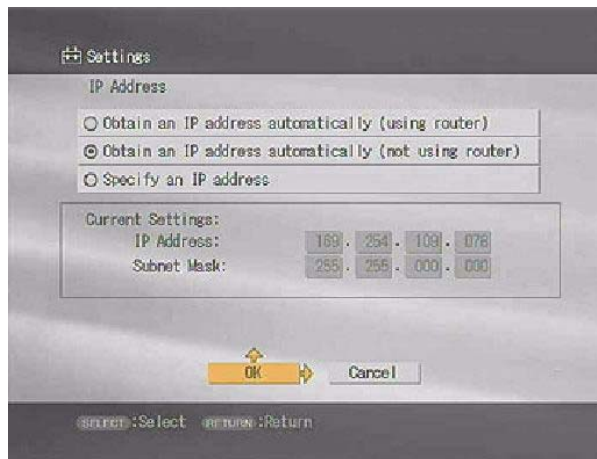 Settings
IP Address
Obtain an IP address automatically (using router)
Obtain an IP address automatically (not using router)
Specify an IP address
Current Settings:
IP Address: 169 . 254 . 109 . 078
Subnet Mask: 255 . 255 . 000 . 000
OK Cancel
SELECT :Select RETURN :Return